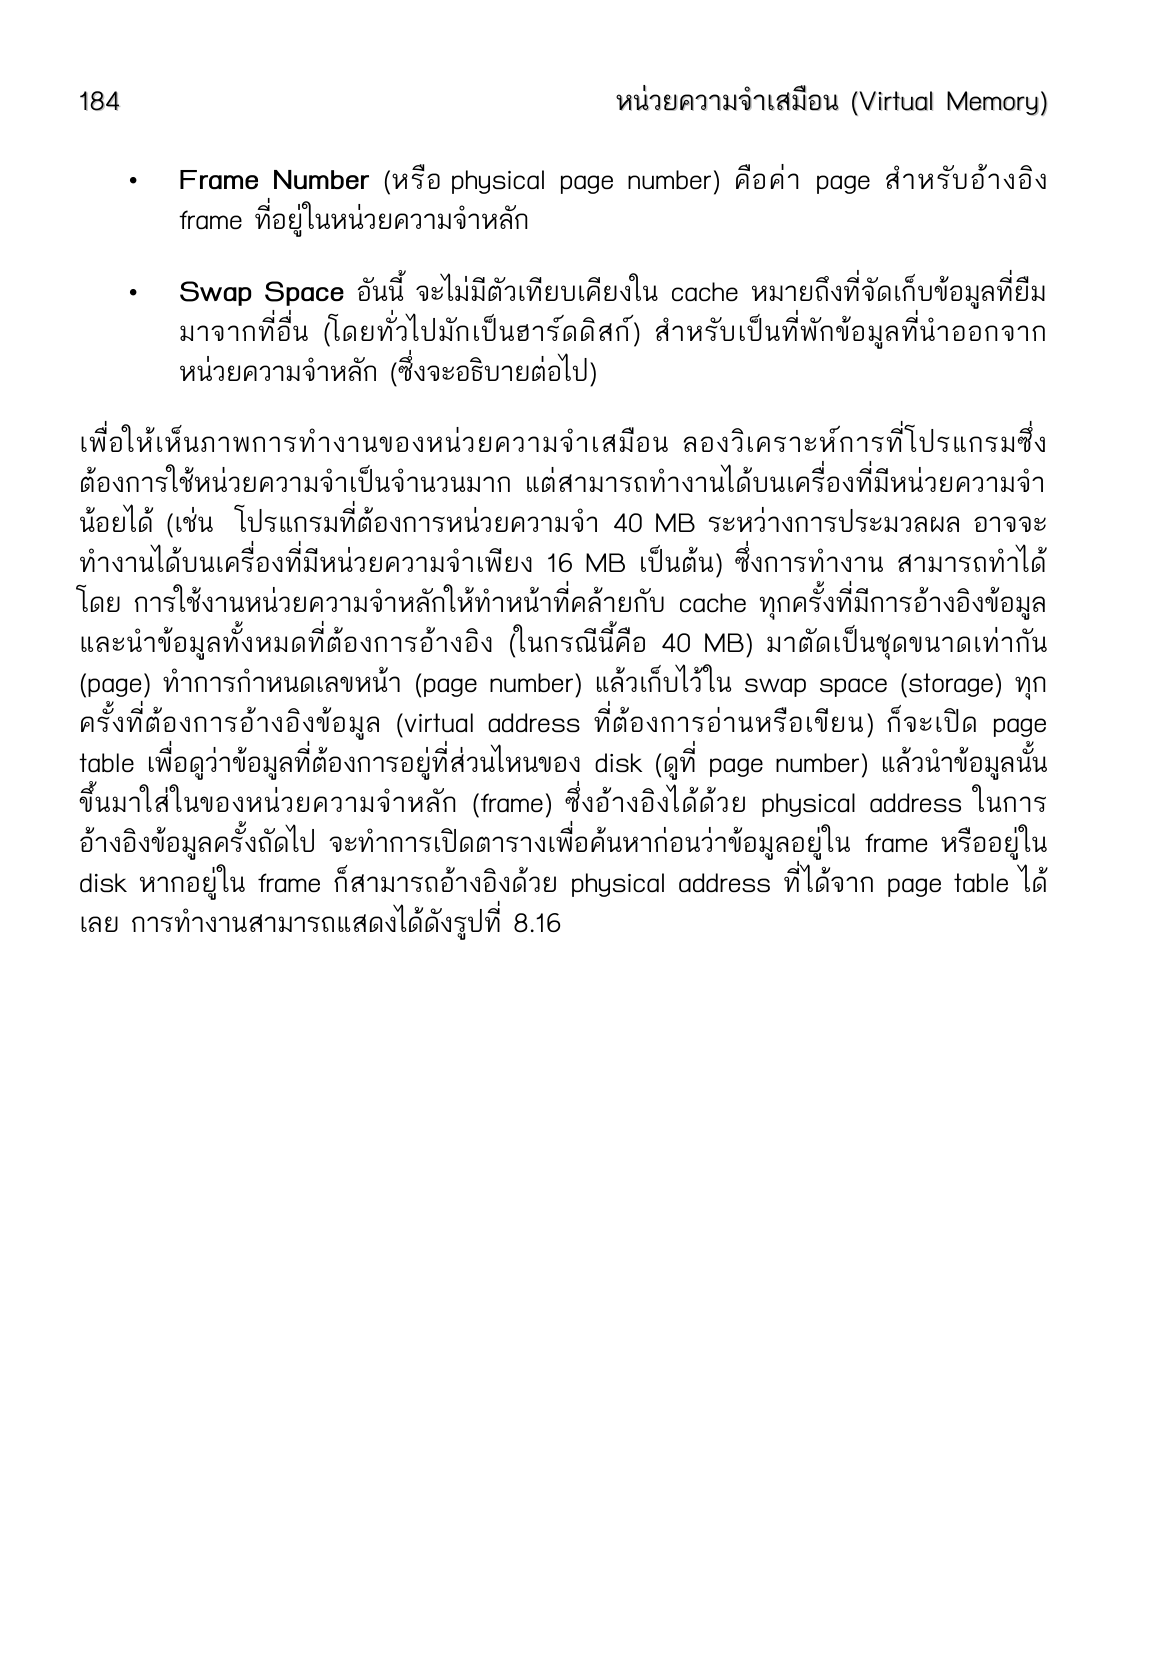 184 หน่วยความจำเสมือน (Virtual Memory)
• Frame Number (หรือ physical page number) คือค่า page สำหรับอ้างอิง
frame ที่อยู่ในหน่วยความจำหลัก
• Swap Space อันนี้ จะไม่มีตัวเทียบเคียงใน cache หมายถึงที่จัดเก็บข้อมูลที่ยืม
มาจากที่อื่น (โดยทั่วไปมักเป็นฮาร์ดดิสก์) สำหรับเป็นที่พักข้อมูลที่นำออกจาก
หน่วยความจำหลัก (ซึ่งจะอธิบายต่อไป)
เพื่อให้เห็นภาพการทำงานของหน่วยความจำเสมือน ลองวิเคราะห์การที่โปรแกรมซึ่ง
ต้องการใช้หน่วยความจำเป็นจำนวนมาก แต่สามารถทำงานได้บนเครื่องที่มีหน่วยความจำ
น้อยได้ (เช่น โปรแกรมที่ต้องการหน่วยความจำ 40 MB ระหว่างการประมวลผล อาจจะ
ทำงานได้บนเครื่องที่มีหน่วยความจำเพียง 16 MB เป็นต้น) ซึ่งการทำงาน สามารถทำได้
โดย การใช้งานหน่วยความจำหลักให้ทำหน้าที่คล้ายกับ cache ทุกครั้งที่มีการอ้างอิงข้อมูล
และนำข้อมูลทั้งหมดที่ต้องการอ้างอิง (ในกรณีนี้คือ 40 MB) มาตัดเป็นชุดขนาดเท่ากัน
(page) ทำการกำหนดเลขหน้า (page number) แล้วเก็บไว้ใน swap space (storage) ทุก
ครั้งที่ต้องการอ้างอิงข้อมูล (virtual address ที่ต้องการอ่านหรือเขียน) ก็จะเปิด page
table เพื่อดูว่าข้อมูลที่ต้องการอยู่ที่ส่วนไหนของ disk (ดูที่ page number) แล้วนำข้อมูลนั้น
ขึ้นมาใส่ในของหน่วยความจำหลัก (frame) ซึ่งอ้างอิงได้ด้วย physical address ในการ
อ้างอิงข้อมูลครั้งถัดไป จะทำการเปิดตารางเพื่อค้นหาก่อนว่าข้อมูลอยู่ใน frame หรืออยู่ใน
disk หากอยู่ใน frame ก็สามารถอ้างอิงด้วย physical address ที่ได้จาก page table ได้
เลย การทำงานสามารถแสดงได้ดังรูปที่ 8.16